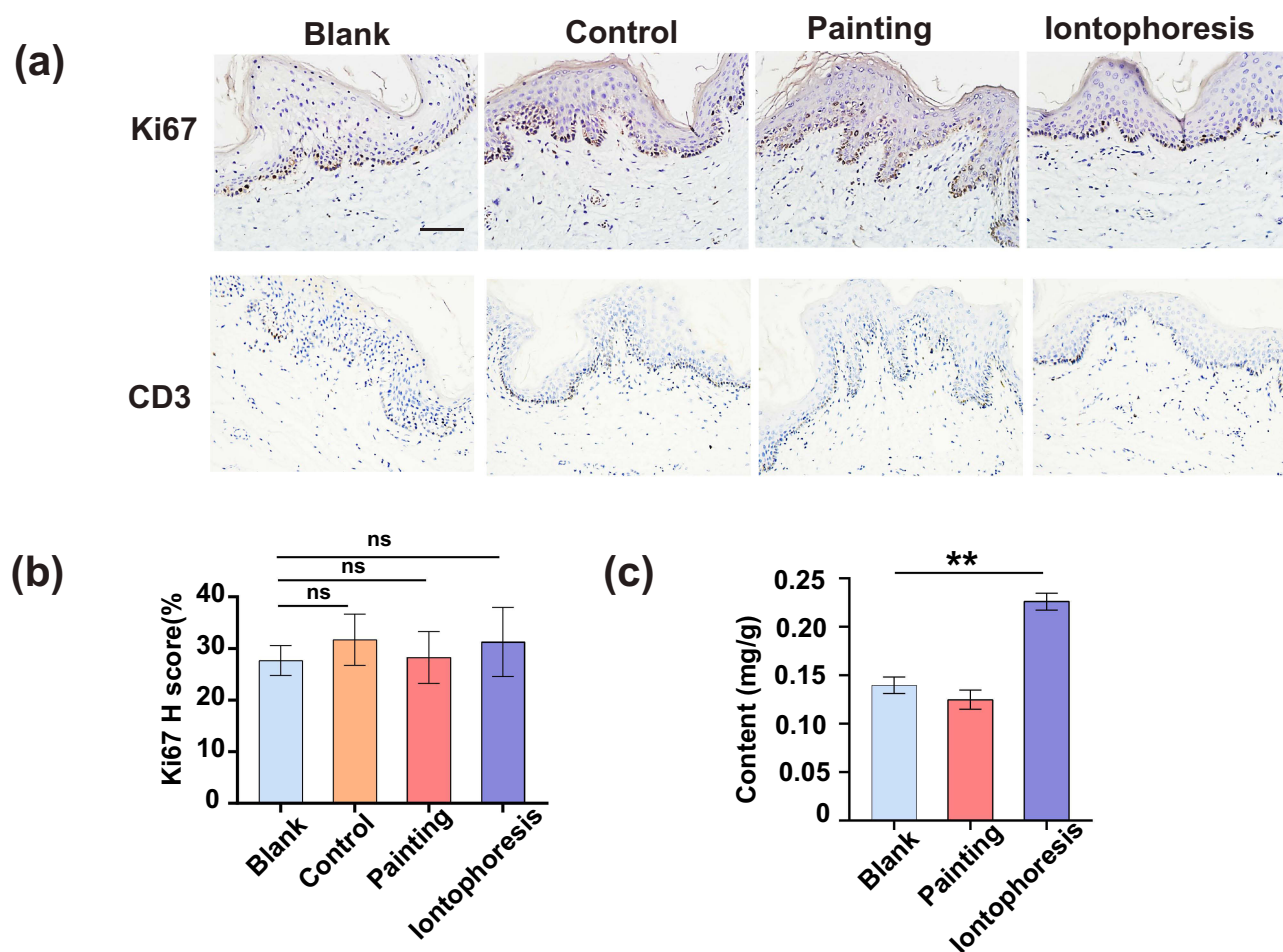 Blank Control Painting Iontophoresis
(a)
Ki67
CD3
(b)
ns
ns
ns
Ki67 H score(%
40
30
20
10
0
Blank
Control
Painting
Iontophoresis
(c)
**
Content (mg/g)
0.25
0.20
0.15
0.10
0.05
0
Blank
Painting
Iontophoresis